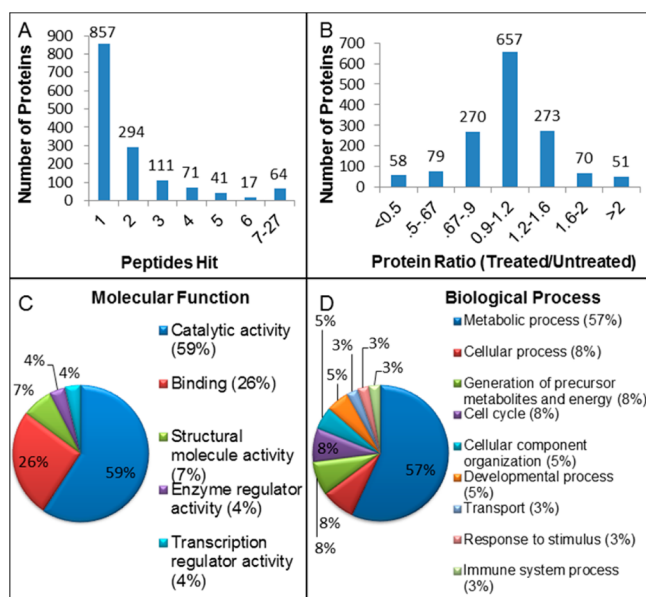 A
Number of Proteins
900
800
700
600
500
400
300
200
100
0
857
294
111
71
41
17
64
1
2
3
4
5
6
7-27
Peptides Hit
B
Number of Proteins
700
600
500
400
300
200
100
0
58
79
270
657
273
70
51
<0.5
.5-.67
.67-.9
0.9-1.2
1.2-1.6
1.6-2
>2
Protein Ratio (Treated/Untreated)
C
Molecular Function
59%
26%
7%
4%
4%
Catalytic activity
(59%)
Binding (26%)
Structural
molecule activity
(7%)
Enzyme regulator
activity (4%)
Transcription
regulator activity
(4%)
D
Biological Process
57%
8%
8%
8%
5%
5%
3%
3%
3%
Metabolic process (57%)
Cellular process (8%)
Generation of precursor
metabolites and energy (8%)
Cell cycle (8%)
Cellular component
organization (5%)
Developmental process
(5%)
Transport (3%)
Response to stimulus (3%)
Immune system process
(3%)